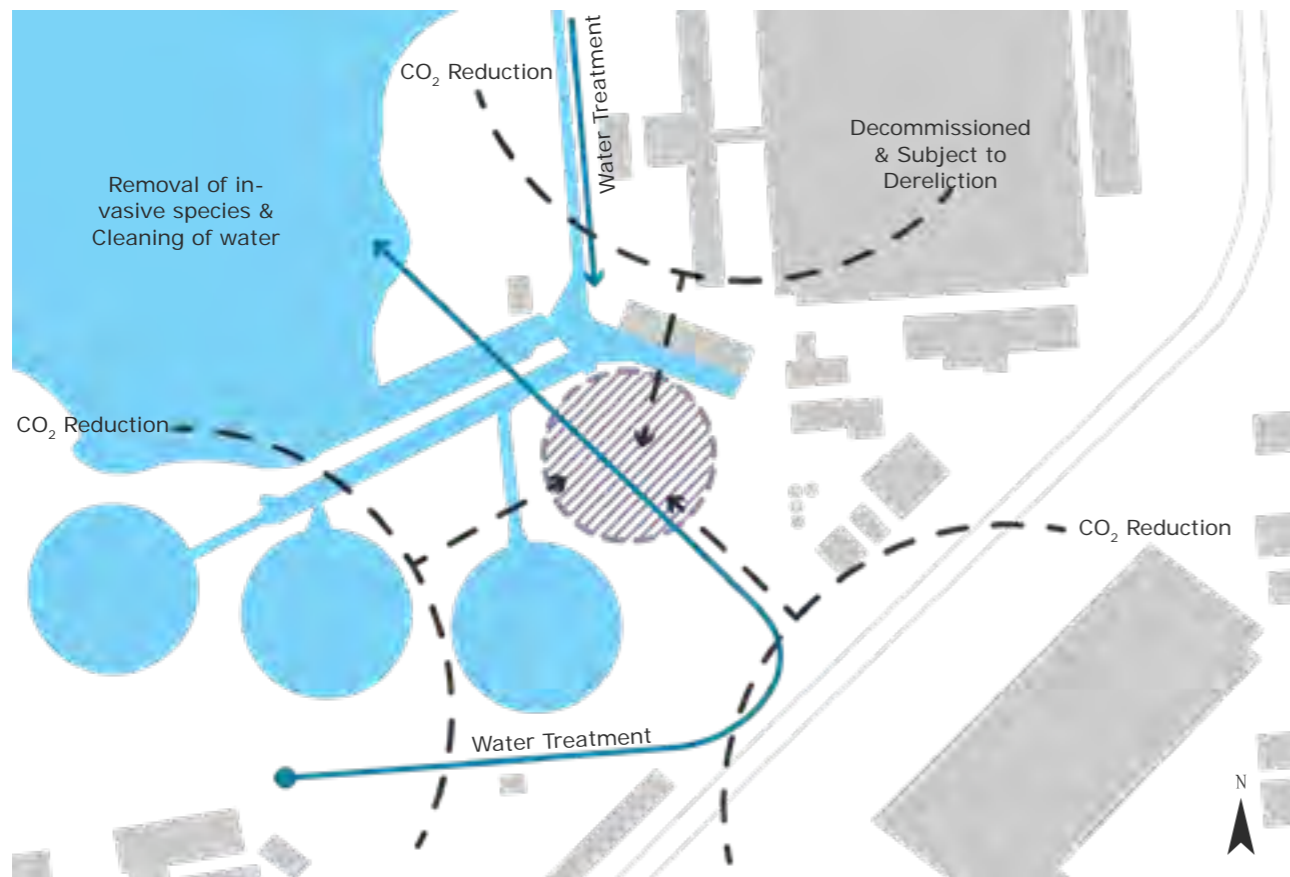 CO₂ Reduction
Water Treatment
Decommissioned
& Subject to
Dereliction
Removal of in-
vasive species &
Cleaning of water
CO₂ Reduction
CO₂ Reduction
Water Treatment
N